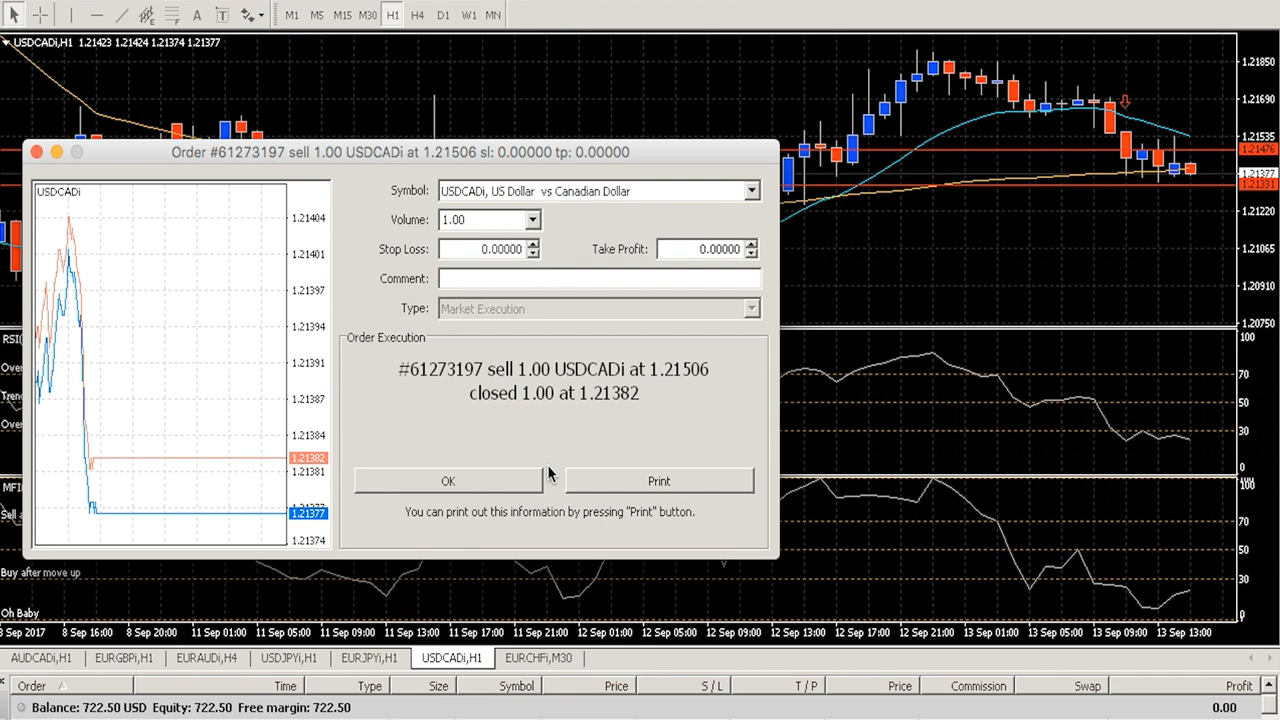 A T M1 M5 M15 M30 H1 H4 D1 W1 MN
USDCADi,H1 1.21423 1.21424 1.21374 1.21377
1.21850
1.21690
1.21535
1.21476
1.21377
1.21331
1.21220
1.21065
1.20910
1.20750
Order #61273197 sell 1.00 USDCADi at 1.21506 sl: 0.00000 tp: 0.00000
USDCADi
1.21404
1.21401
1.21397
1.21394
1.21391
1.21387
1.21384
1.21382
1.21381
1.21377
1.21374
Symbol: USDCADi, US Dollar vs Canadian Dollar
Volume: 1.00
Stop Loss: 0.00000 Take Profit: 0.00000
Comment:
Type: Market Execution
Order Execution
#61273197 sell 1.00 USDCADi at 1.21506
closed 1.00 at 1.21382
OK Print
You can print out this information by pressing "Print" button.
RSI(
100
70
50
30
0
MFI
100
70
50
30
0
Buy after move up
Oh Baby
8 Sep 16:00 8 Sep 20:00 11 Sep 01:00 11 Sep 05:00 11 Sep 09:00 11 Sep 13:00 11 Sep 17:00 11 Sep 21:00 12 Sep 01:00 12 Sep 05:00 12 Sep 09:00 12 Sep 13:00 12 Sep 17:00 12 Sep 21:00 13 Sep 01:00 13 Sep 05:00 13 Sep 09:00 13 Sep 13:00
AUDCADi,H1 EURGBPi,H1 EURAUDi,H4 USDJPYi,H1 EURJPYi,H1 USDCADi,H1 EURCHFi,M30
Order Time Type Size Symbol Price S / L T / P Price Commission Swap Profit
Balance: 722.50 USD Equity: 722.50 Free margin: 722.50 0.00